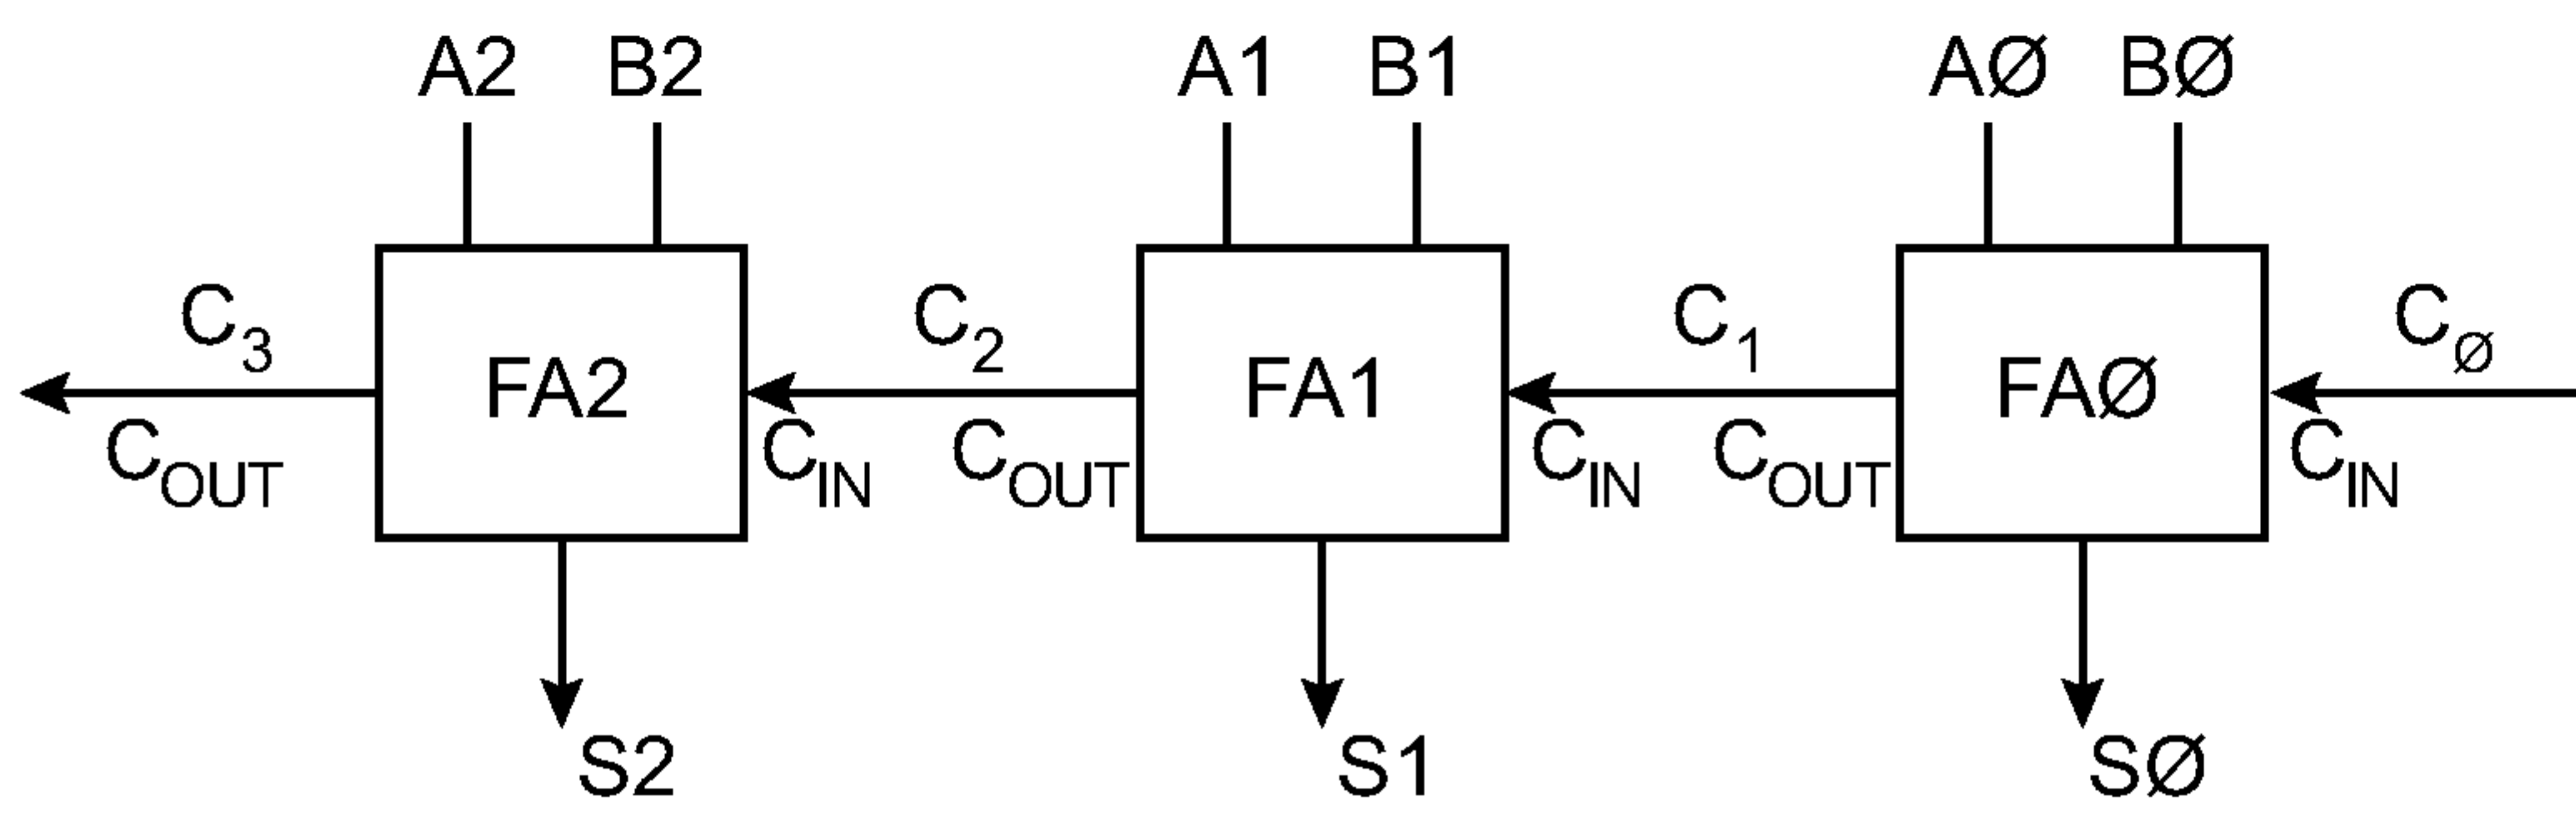 A2 B2 A1 B1 AØ BØ
C3 C2 C1 CØ
FA2 FA1 FAØ
COUT CIN COUT CIN COUT CIN
S2 S1 SØ